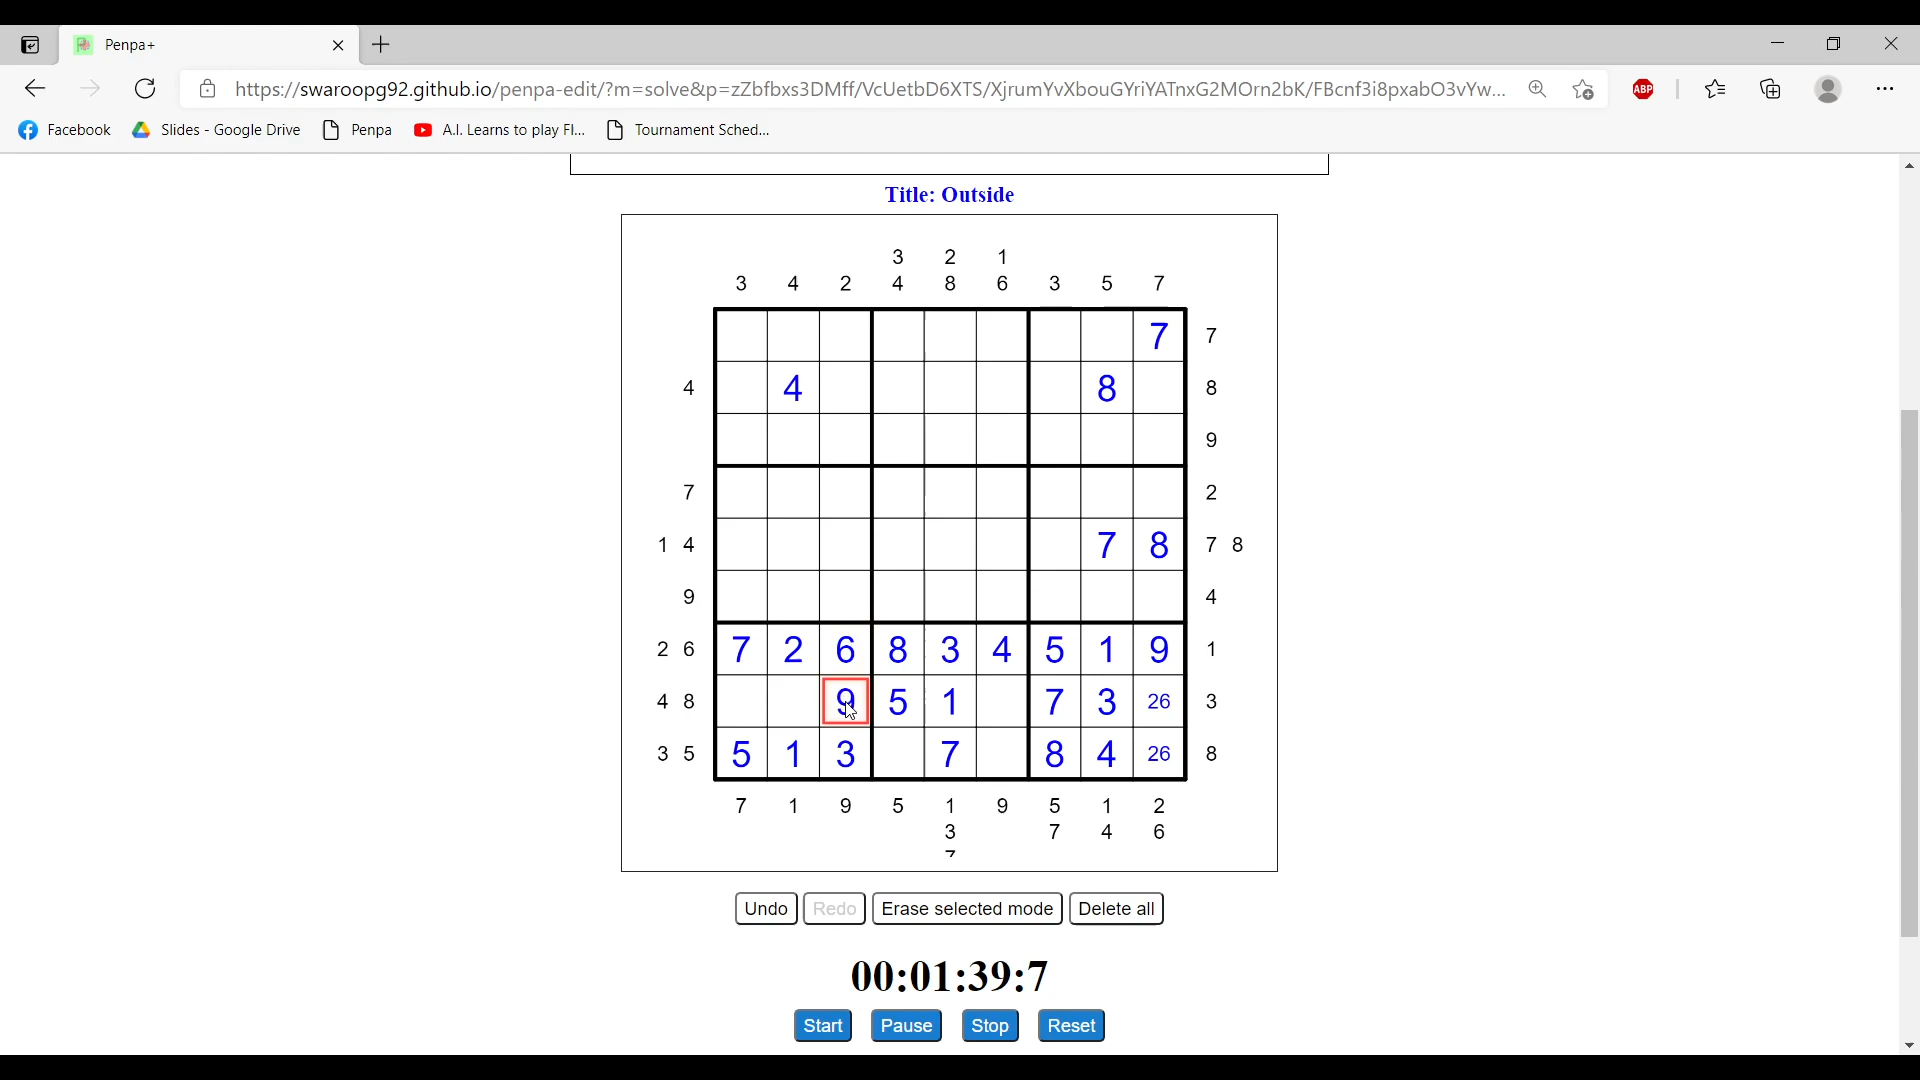 Penpa+
https://swaroopg92.github.io/penpa-edit/?m=solve&p=zZbfbxs3DMff/VcUetbD6XTS/XjrumYvXbouGYriYATnxG2MOrn2bK/FBcnf3i8pxabO3vYw...
ABP
Facebook
Slides - Google Drive
Penpa
A.I. Learns to play Fl...
Tournament Sched...
Title: Outside
3 2 1
3 4 2 4 8 6 3 5 7
7 7
4 4 8 8
9
7 2
1 4 7 8 7 8
9 4
2 6 7 2 6 8 3 4 5 1 9 1
4 8 9 5 1 7 3 26 3
3 5 5 1 3 7 8 4 26 8
7 1 9 5 1 9 5 1 2
3 7 4 6
7
Undo Redo Erase selected mode Delete all
00:01:39:7
Start Pause Stop Reset